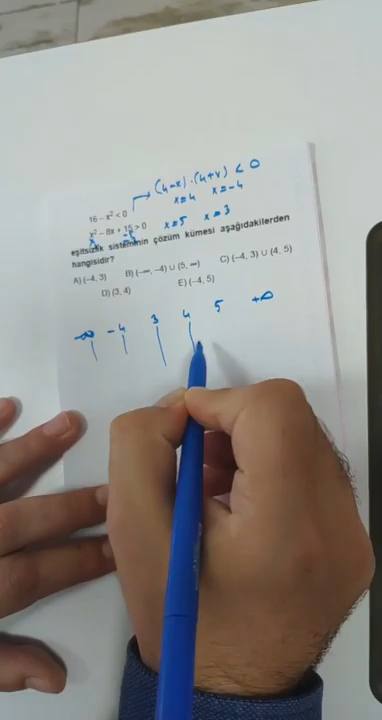 (4-x).(4+x) < 0
16 – x² < 0
x=4 x=-4
x² – 8x + 15 > 0
x=5 x=3
x -5
eşitsizlik sisteminin çözüm kümesi aşağıdakilerden
hangisidir?
A) (–4, 3) B) (–∞, –4) ∪ (5, ∞) C) (–4, 3) ∪ (4, 5)
D) (3, 4) E) (–4, 5)
-∞ -4 3 4 5 +∞